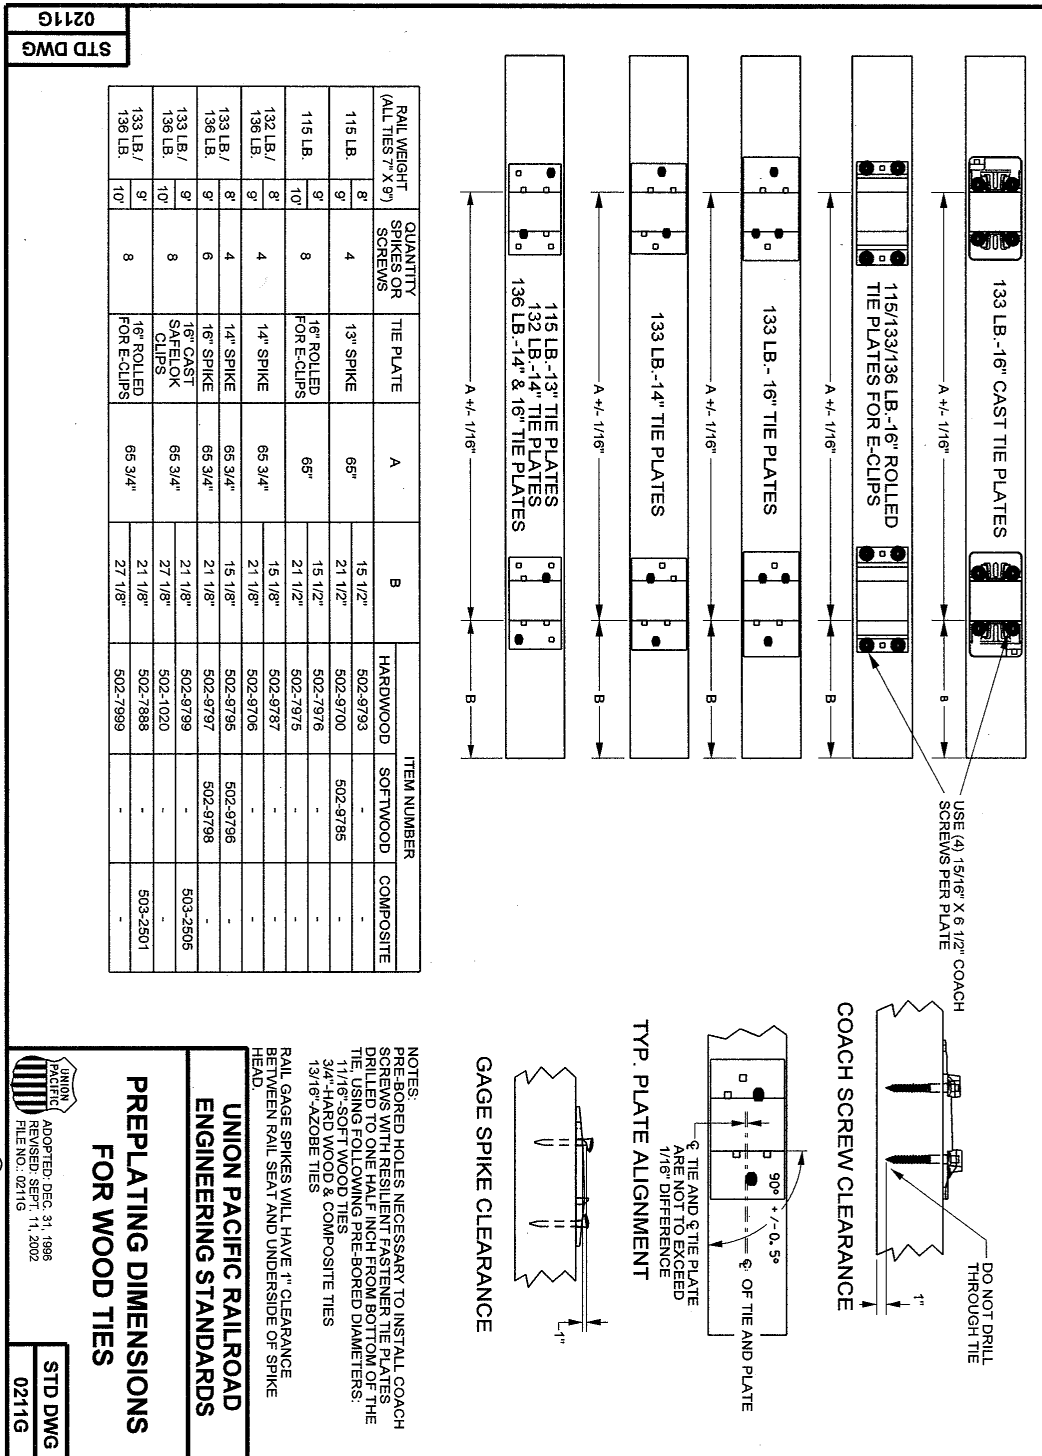 133 LB.-16" CAST TIE PLATES
A +/- 1/16"
B
USE (4) 15/16" X 6 1/2" COACH
SCREWS PER PLATE
115/133/136 LB.-16" ROLLED
TIE PLATES FOR E-CLIPS
A +/- 1/16"
B
133 LB.- 16" TIE PLATES
A +/- 1/16"
B
133 LB.-14" TIE PLATES
A +/- 1/16"
B
115 LB.-13" TIE PLATES
132 LB.-14" TIE PLATES
136 LB.-14" & 16" TIE PLATES
A +/- 1/16"
B
DO NOT DRILL
THROUGH TIE
1"
COACH SCREW CLEARANCE
90° +/-0.5°
℄ OF TIE AND PLATE
℄ TIE AND ℄ TIE PLATE
ARE NOT TO EXCEED
1/16" DIFFERENCE
TYP. PLATE ALIGNMENT
1"
GAGE SPIKE CLEARANCE
RAIL WEIGHT (ALL TIES 7" X 9") QUANTITY SPIKES OR SCREWS TIE PLATE A B ITEM NUMBER
HARDWOOD SOFTWOOD COMPOSITE
115 LB. 8' 4 13" SPIKE 65" 15 1/2" 502-9793 - -
9' 21 1/2" 502-9700 502-9785 -
115 LB. 9' 8 16" ROLLED FOR E-CLIPS 65" 15 1/2" 502-7976 - -
10' 21 1/2" 502-7975 - -
132 LB./ 136 LB. 8' 4 14" SPIKE 65 3/4" 15 1/8" 502-9787 - -
9' 21 1/8" 502-9706 - -
133 LB./ 136 LB. 8' 4 14" SPIKE 65 3/4" 15 1/8" 502-9795 502-9796 -
9' 6 16" SPIKE 65 3/4" 21 1/8" 502-9797 502-9798 -
133 LB./ 136 LB. 9' 8 16" CAST SAFELOK CLIPS 65 3/4" 21 1/8" 502-9799 - 503-2506
10' 27 1/8" 502-1020 - -
133 LB./ 136 LB. 9' 8 16" ROLLED FOR E-CLIPS 65 3/4" 21 1/8" 502-7888 - 503-2501
10' 27 1/8" 502-7999 - -
NOTES:
PRE-BORED HOLES NECESSARY TO INSTALL COACH
SCREWS WITH RESILIENT FASTENER TIE PLATES
DRILLED TO ONE HALF INCH FROM BOTTOM OF THE
TIE, USING FOLLOWING PRE-BORED DIAMETERS:
11/16"-SOFT WOOD TIES
3/4"-HARD WOOD & COMPOSITE TIES
13/16"-AZOBE TIES
RAIL GAGE SPIKES WILL HAVE 1" CLEARANCE
BETWEEN RAIL SEAT AND UNDERSIDE OF SPIKE
HEAD.
UNION PACIFIC RAILROAD
ENGINEERING STANDARDS
PREPLATING DIMENSIONS
FOR WOOD TIES
UNION
PACIFIC
ADOPTED: DEC. 31, 1996
REVISED: SEPT. 11, 2002
FILE NO.: 0211G
STD DWG
0211G
STD DWG
0211G